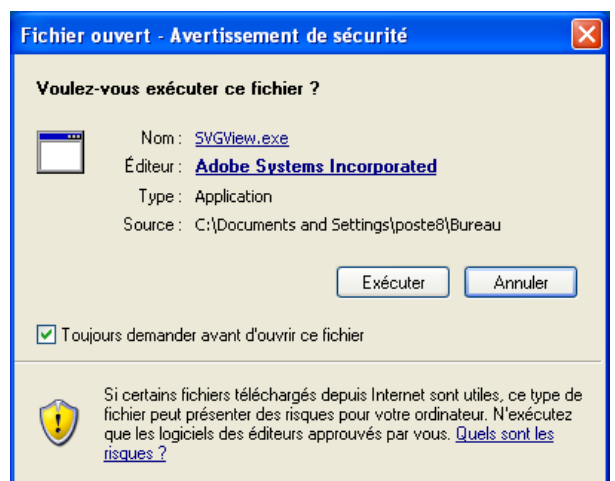 Fichier ouvert - Avertissement de sécurité
Voulez-vous exécuter ce fichier ?
Nom : SVGView.exe
Éditeur : Adobe Systems Incorporated
Type : Application
Source : C:\Documents and Settings\poste8\Bureau
Exécuter Annuler
Toujours demander avant d'ouvrir ce fichier
Si certains fichiers téléchargés depuis Internet sont utiles, ce type de
fichier peut présenter des risques pour votre ordinateur. N'exécutez
que les logiciels des éditeurs approuvés par vous. Quels sont les
risques ?